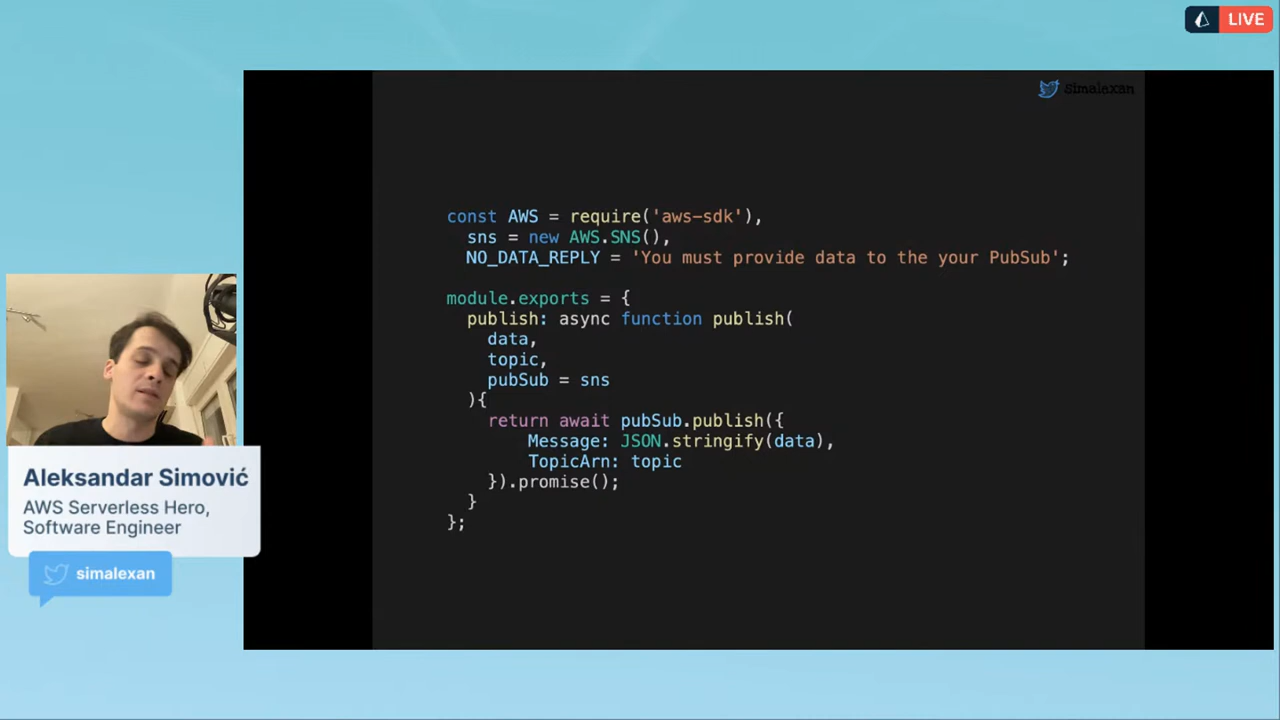 LIVE
simalexan
const AWS = require('aws-sdk'),
sns = new AWS.SNS(),
NO_DATA_REPLY = 'You must provide data to the your PubSub';
module.exports = {
publish: async function publish(
data,
topic,
pubSub = sns
){
return await pubSub.publish({
Message: JSON.stringify(data),
TopicArn: topic
}).promise();
}
};
Aleksandar Simović
AWS Serverless Hero,
Software Engineer
simalexan